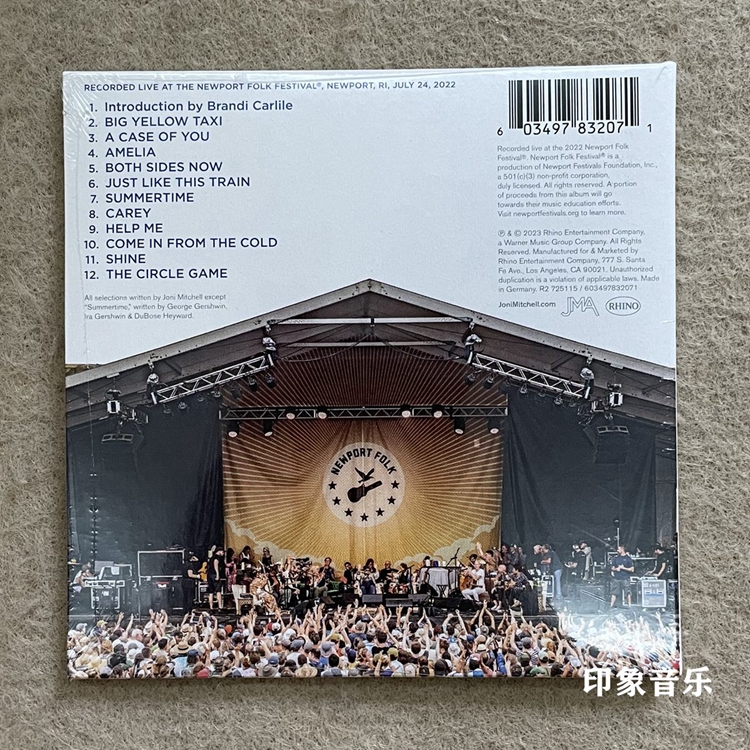 RECORDED LIVE AT THE NEWPORT FOLK FESTIVAL®, NEWPORT, RI, JULY 24, 2022
1. Introduction by Brandi Carlile
2. BIG YELLOW TAXI
3. A CASE OF YOU
4. AMELIA
5. BOTH SIDES NOW
6. JUST LIKE THIS TRAIN
7. SUMMERTIME
8. CAREY
9. HELP ME
10. COME IN FROM THE COLD
11. SHINE
12. THE CIRCLE GAME
All selections written by Joni Mitchell except
"Summertime," written by George Gershwin,
Ira Gershwin & DuBose Heyward.
6 03497 83207 1
Recorded live at the 2022 Newport Folk
Festival®. Newport Folk Festival® is a
production of Newport Festivals Foundation, Inc.,
a 501(c)(3) non-profit corporation,
duly licensed. All rights reserved. A portion
of proceeds from this album will go
towards their music education efforts.
Visit newportfestivals.org to learn more.
℗ & © 2023 Rhino Entertainment Company,
a Warner Music Group Company. All Rights
Reserved. Manufactured for & Marketed by
Rhino Entertainment Company, 777 S. Santa
Fe Ave., Los Angeles, CA 90021. Unauthorized
duplication is a violation of applicable laws. Made
in Germany. R2 725115 / 603497832071
JoniMitchell.com
JMA
RHINO
NEWPORT FOLK
印象音乐